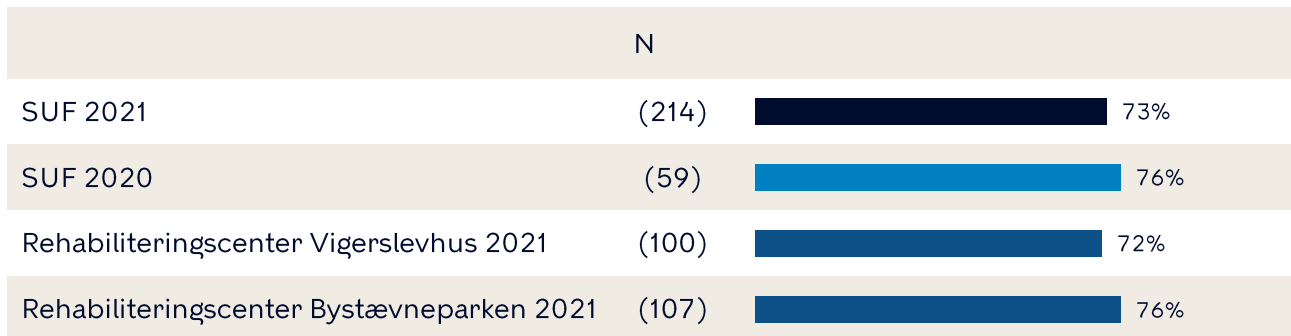 N
SUF 2021 (214) 73%
SUF 2020 (59) 76%
Rehabiliteringscenter Vigerslevhus 2021 (100) 72%
Rehabiliteringscenter Bystævneparken 2021 (107) 76%